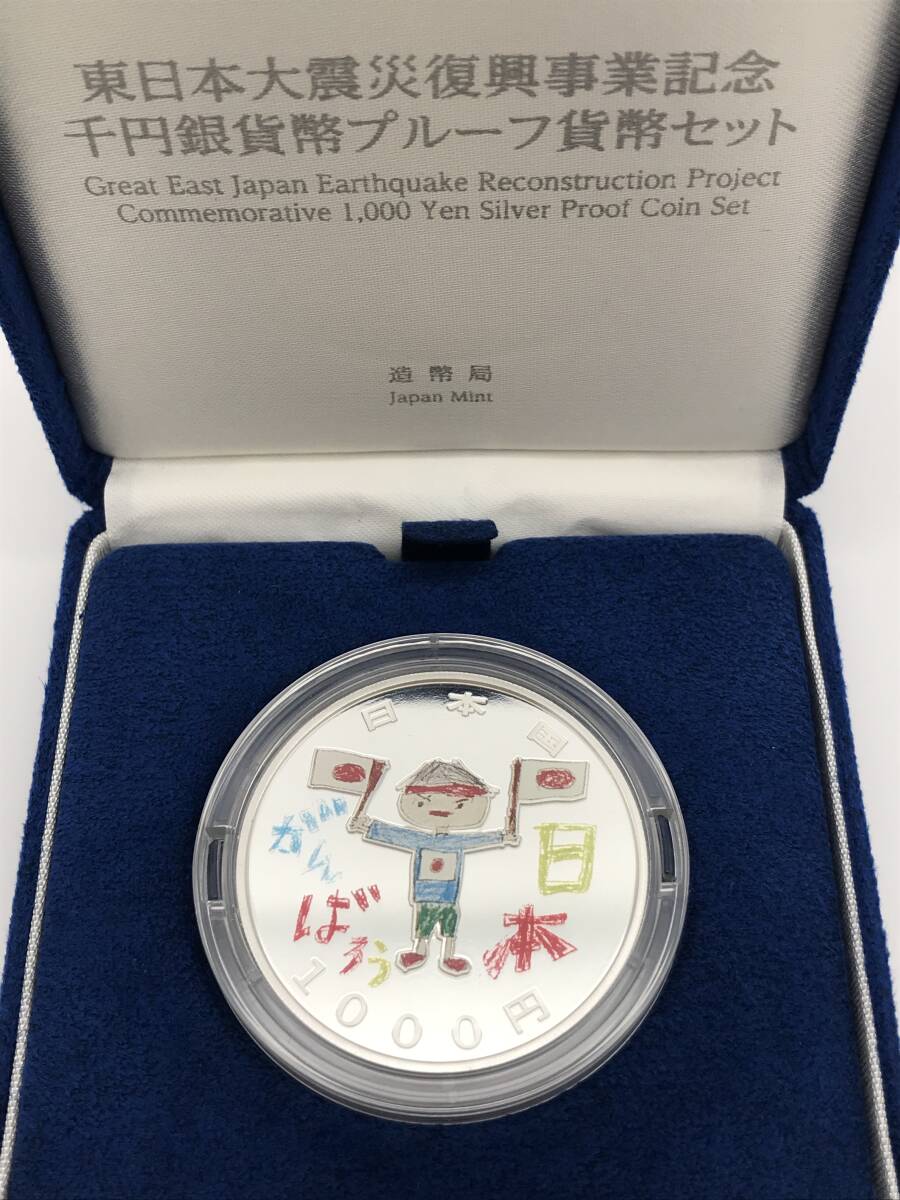 東日本大震災復興事業記念
千円銀貨幣プルーフ貨幣セット
Great East Japan Earthquake Reconstruction Project
Commemorative 1,000 Yen Silver Proof Coin Set
造幣局
Japan Mint
日本国
がん
ばろう
日
本
1000円